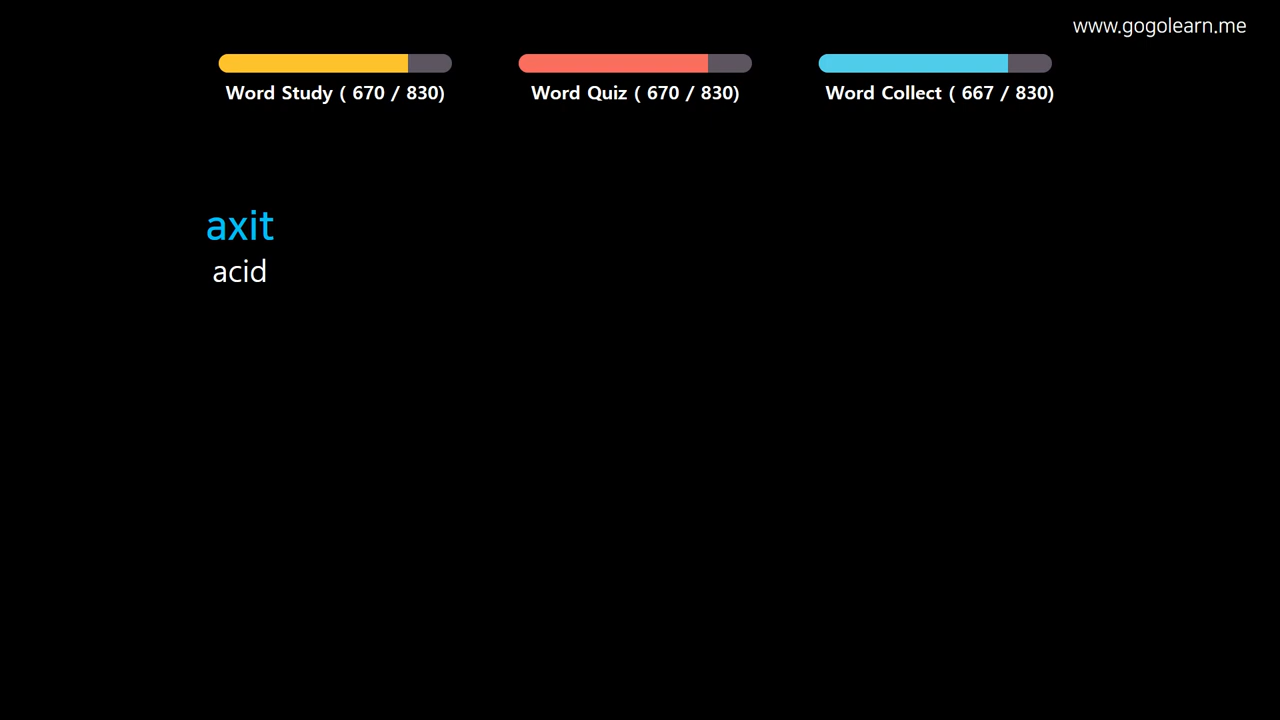 www.gogolearn.me
Word Study ( 670 / 830)
Word Quiz ( 670 / 830)
Word Collect ( 667 / 830)
axit
acid